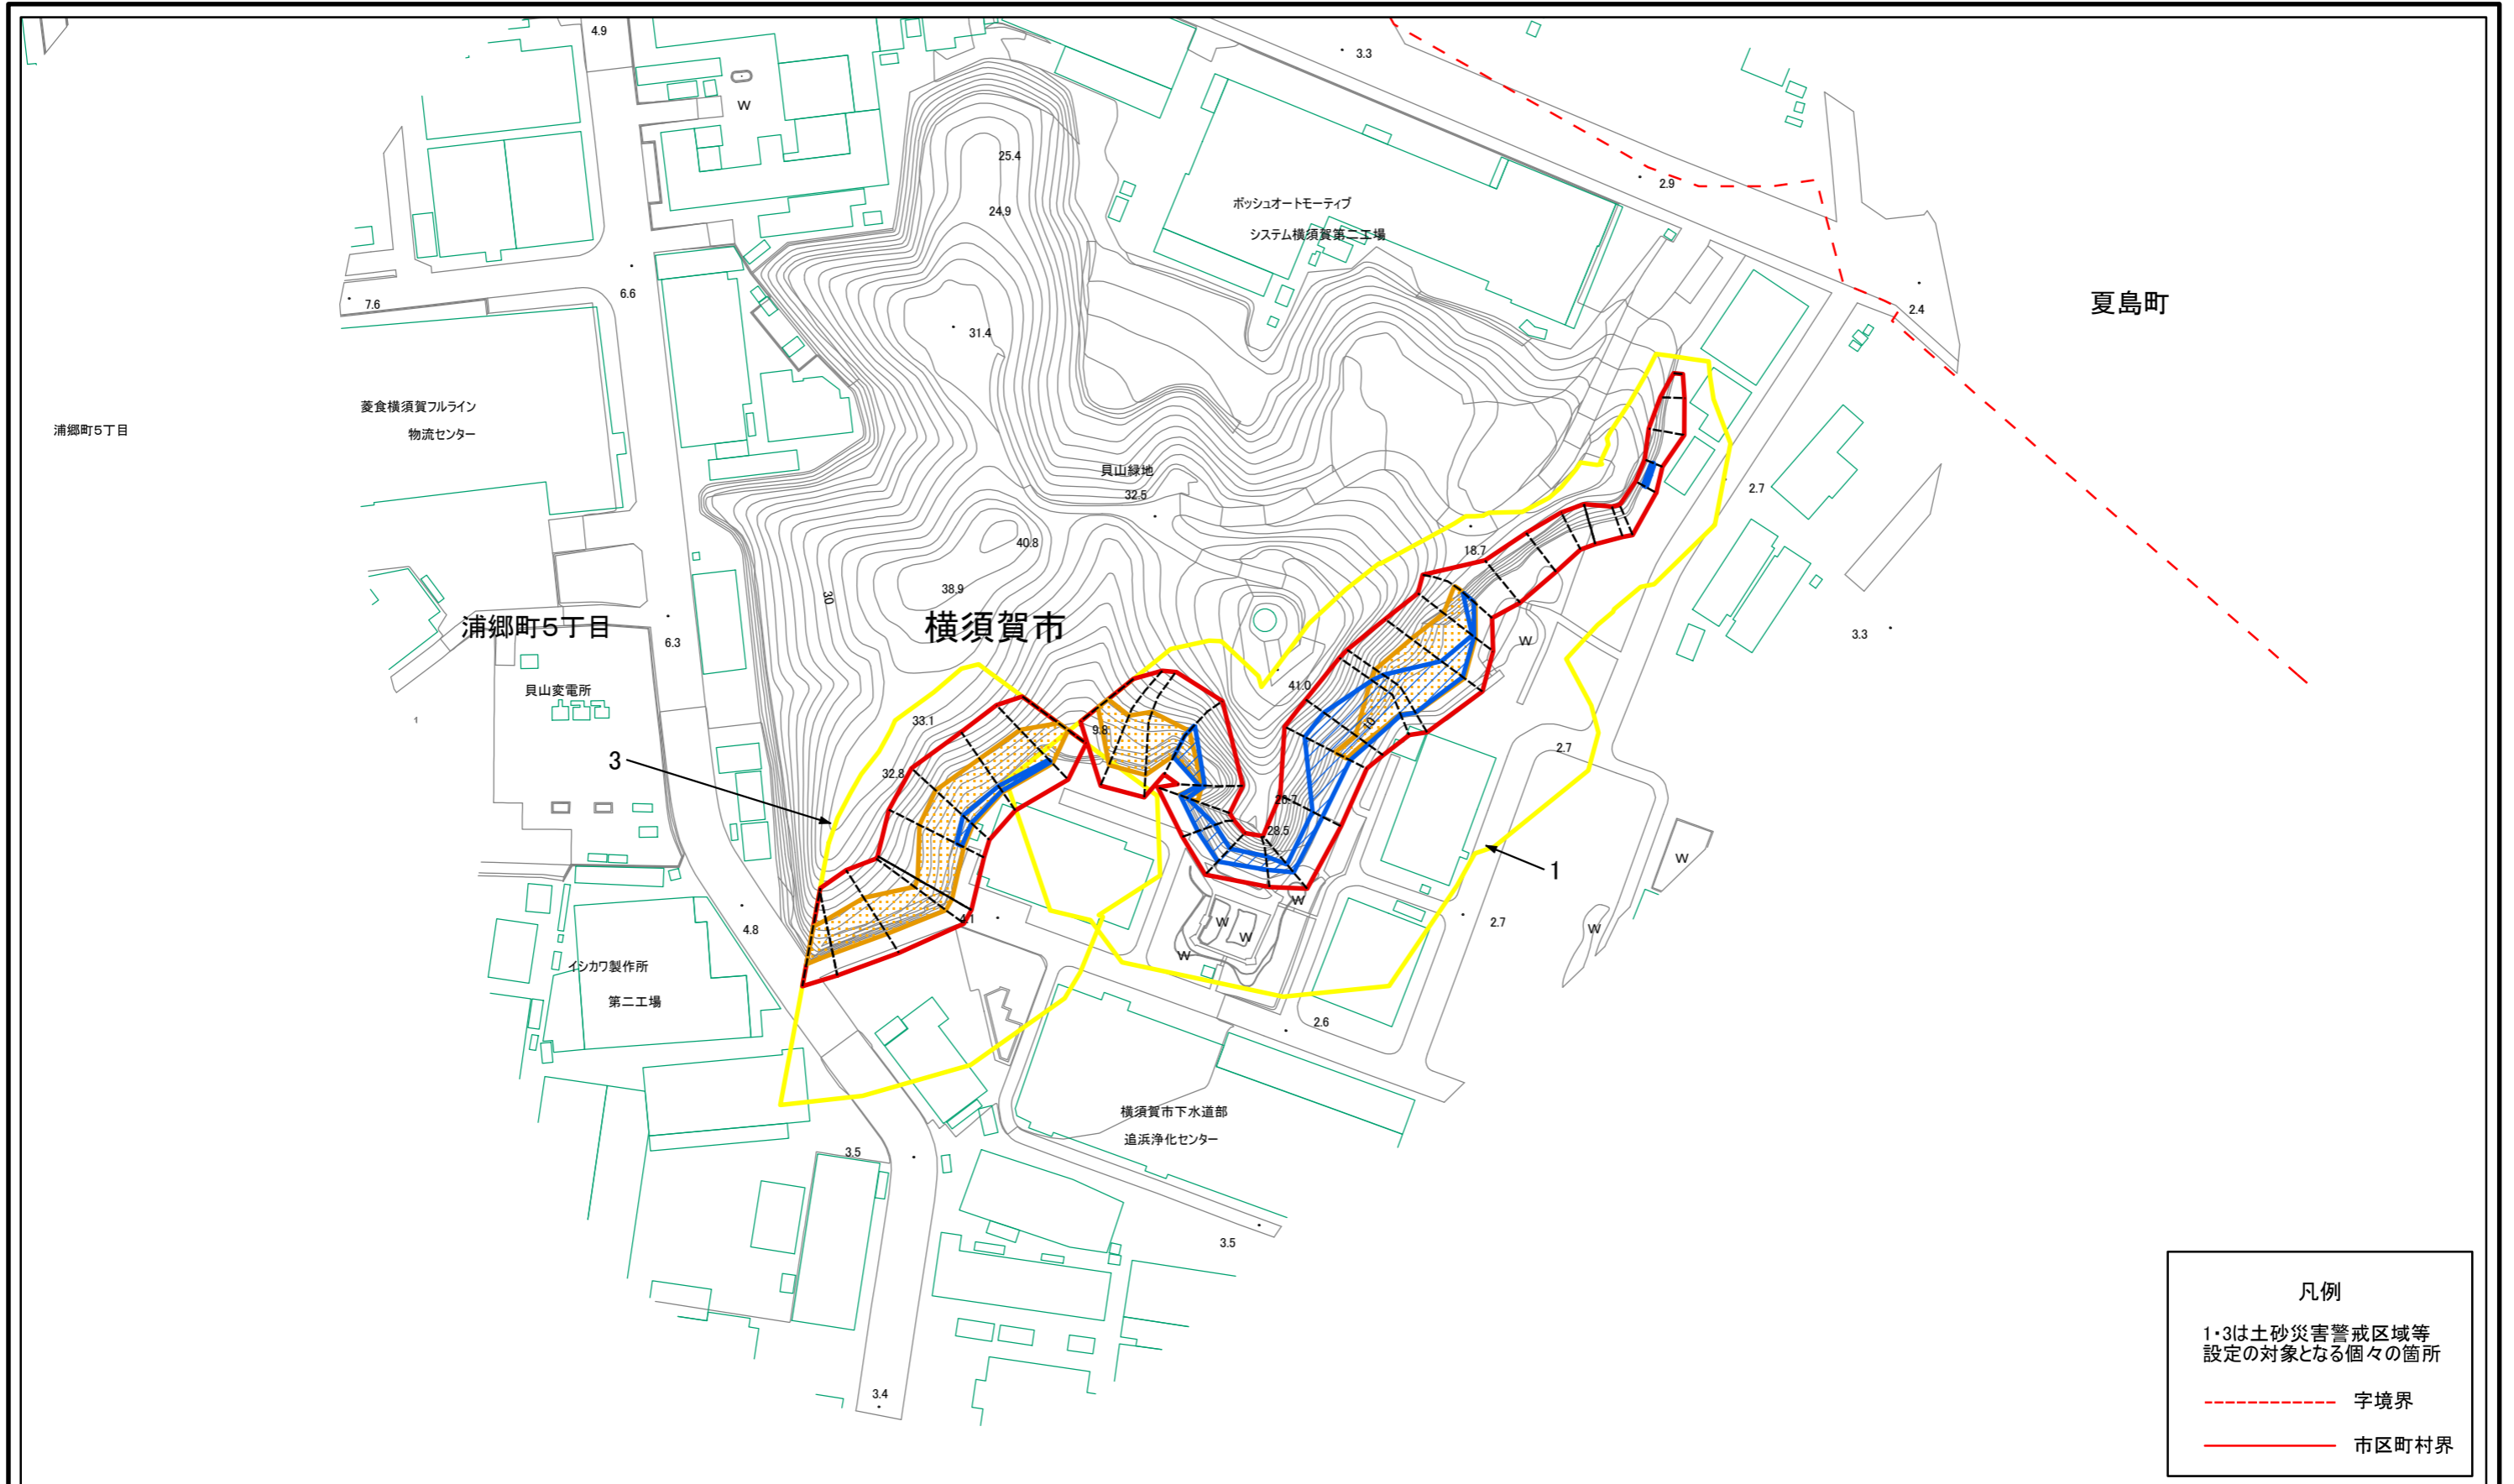 4.9
3.3
W
25.4
2.9
24.9
ボッシュオートモーティブ
システム横須賀第二工場
6.6
7.6
31.4
2.4
夏島町
菱食横須賀フルライン
物流センター
浦郷町5丁目
貝山緑地
32.5
2.7
40.8
18.7
38.9
30
浦郷町5丁目
横須賀市
6.3
W
3.3
貝山変電所
41.0
1
33.1
9.8
10
2.7
3
32.8
26.7
28.5
1
W
W
4.1
4.8
W
W
2.7
W
W
イシカワ製作所
第二工場
2.6
横須賀市下水道部
追浜浄化センター
3.5
3.5
3.4
凡例
1・3は土砂災害警戒区域等
設定の対象となる個々の箇所
字境界
市区町村界